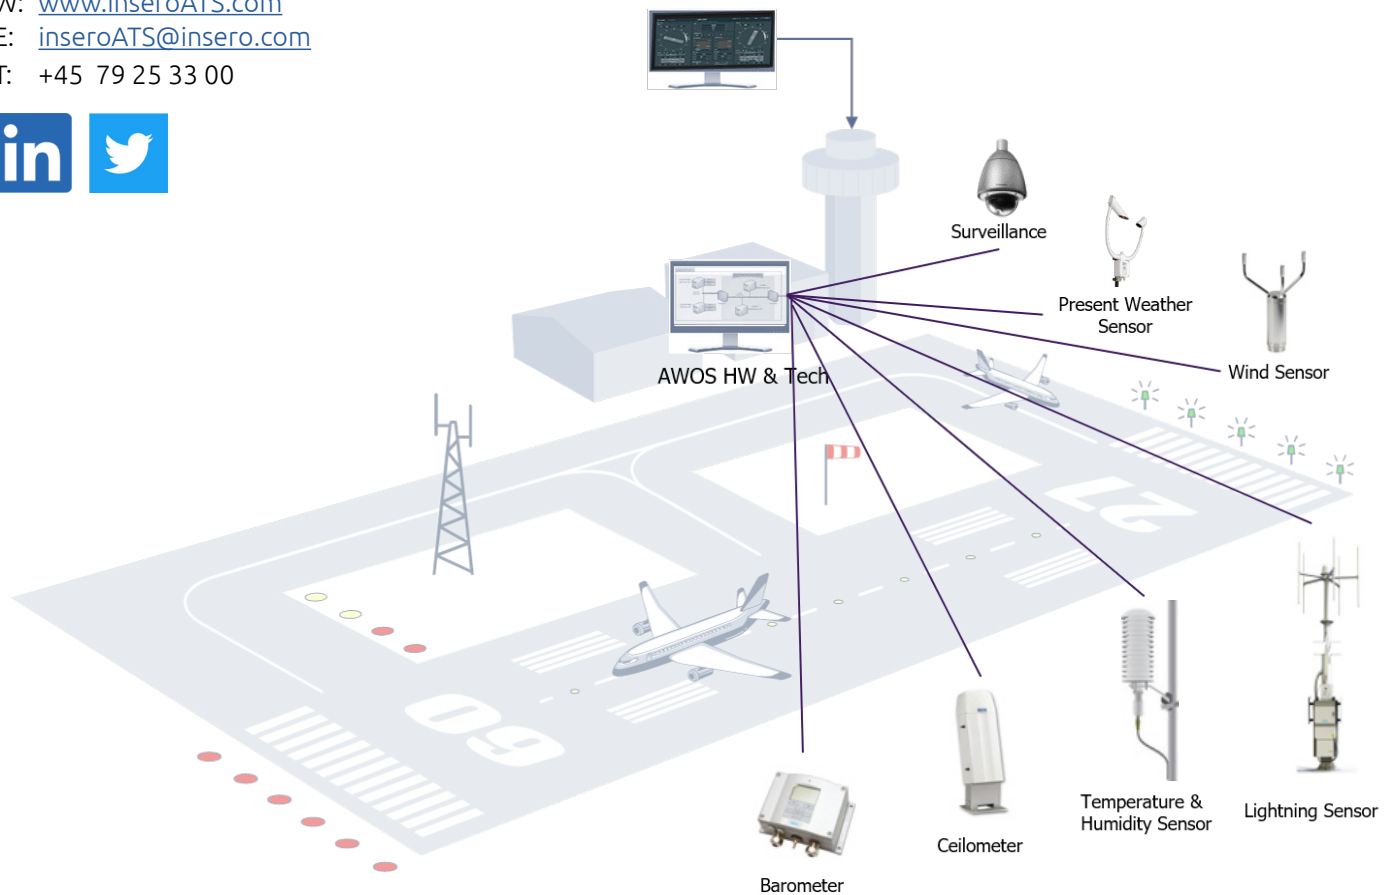 W: www.inseroATS.com
E: inseroATS@insero.com
T: +45 79 25 33 00
in
Surveillance
Present Weather
Sensor
Wind Sensor
AWOS HW & Tech
27
09
Temperature &
Humidity Sensor
Lightning Sensor
Ceilometer
Barometer